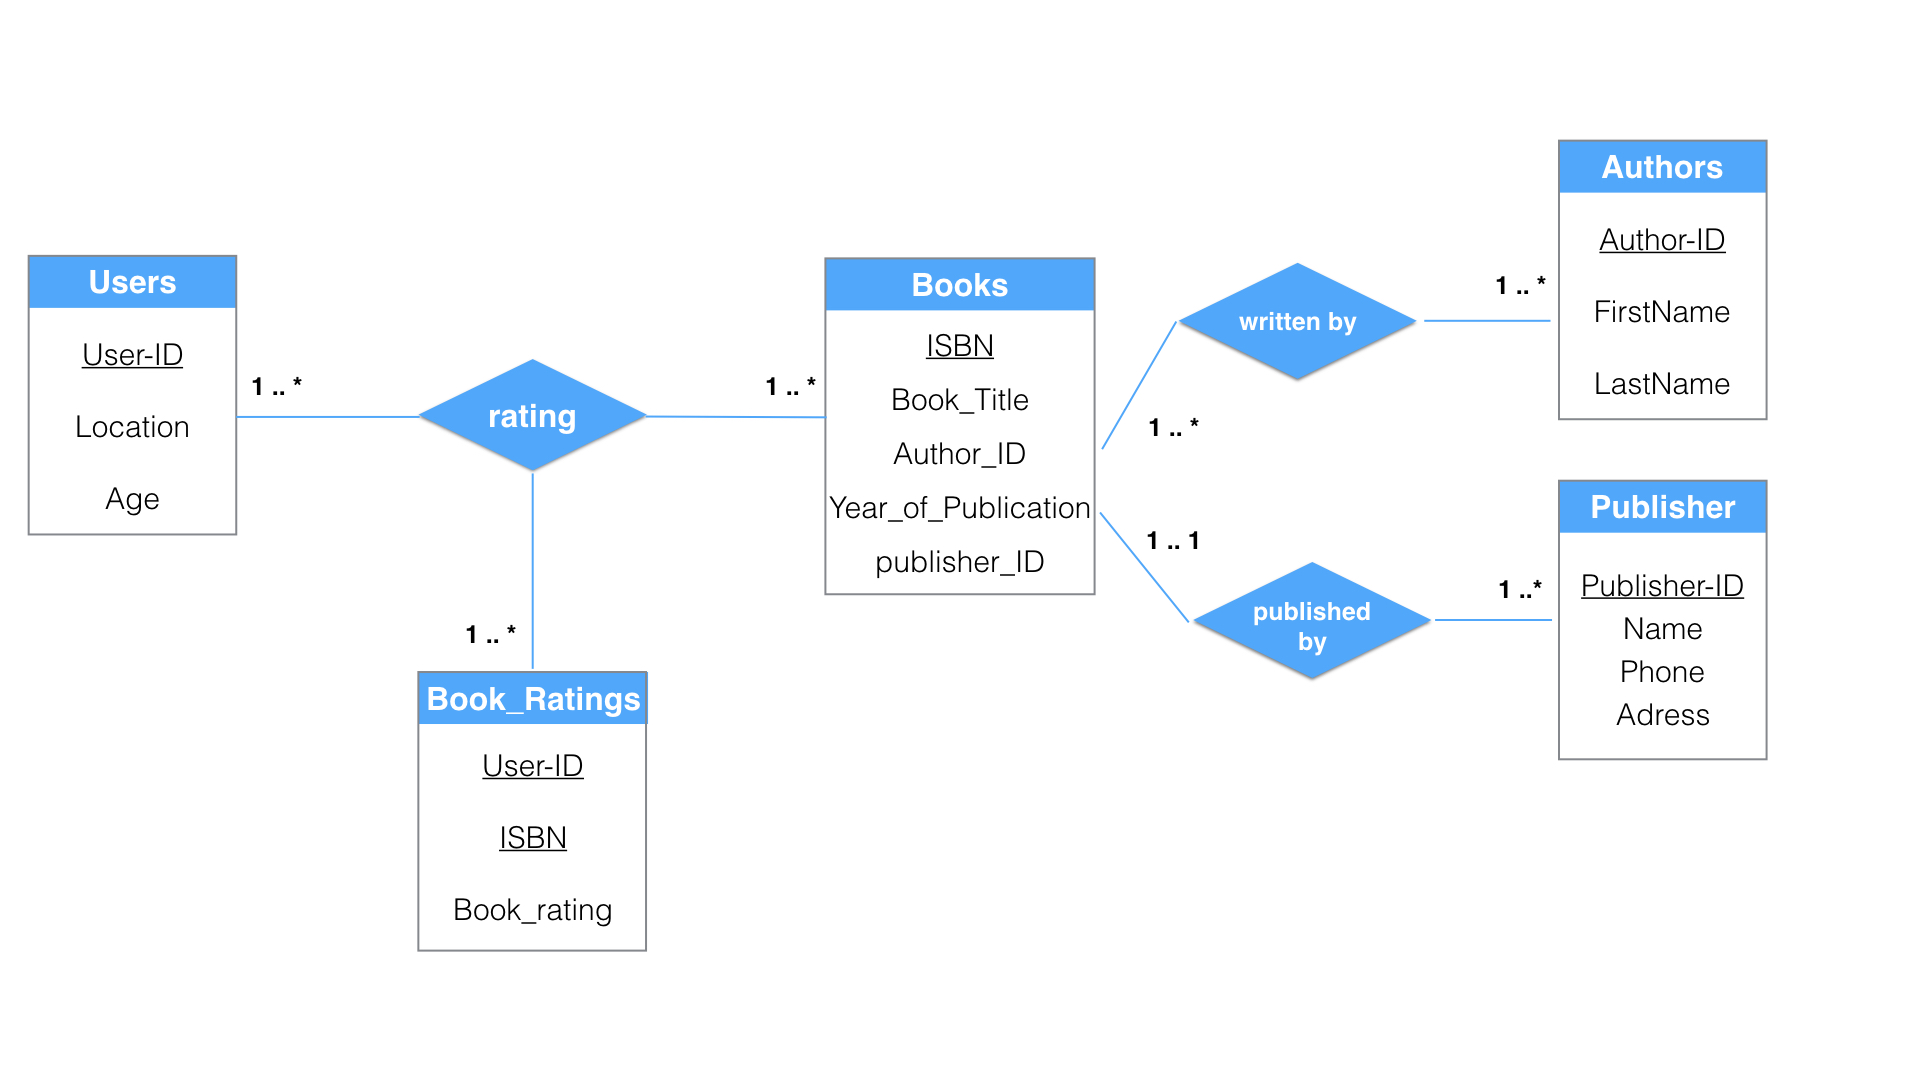 Users
User-ID
Location
Age
1 .. *
rating
1 .. *
1 .. *
Book_Ratings
User-ID
ISBN
Book_rating
Books
ISBN
Book_Title
Author_ID
Year_of_Publication
publisher_ID
1 .. *
written by
1 .. *
1 .. 1
published
by
1 ..*
Authors
Author-ID
FirstName
LastName
Publisher
Publisher-ID
Name
Phone
Adress